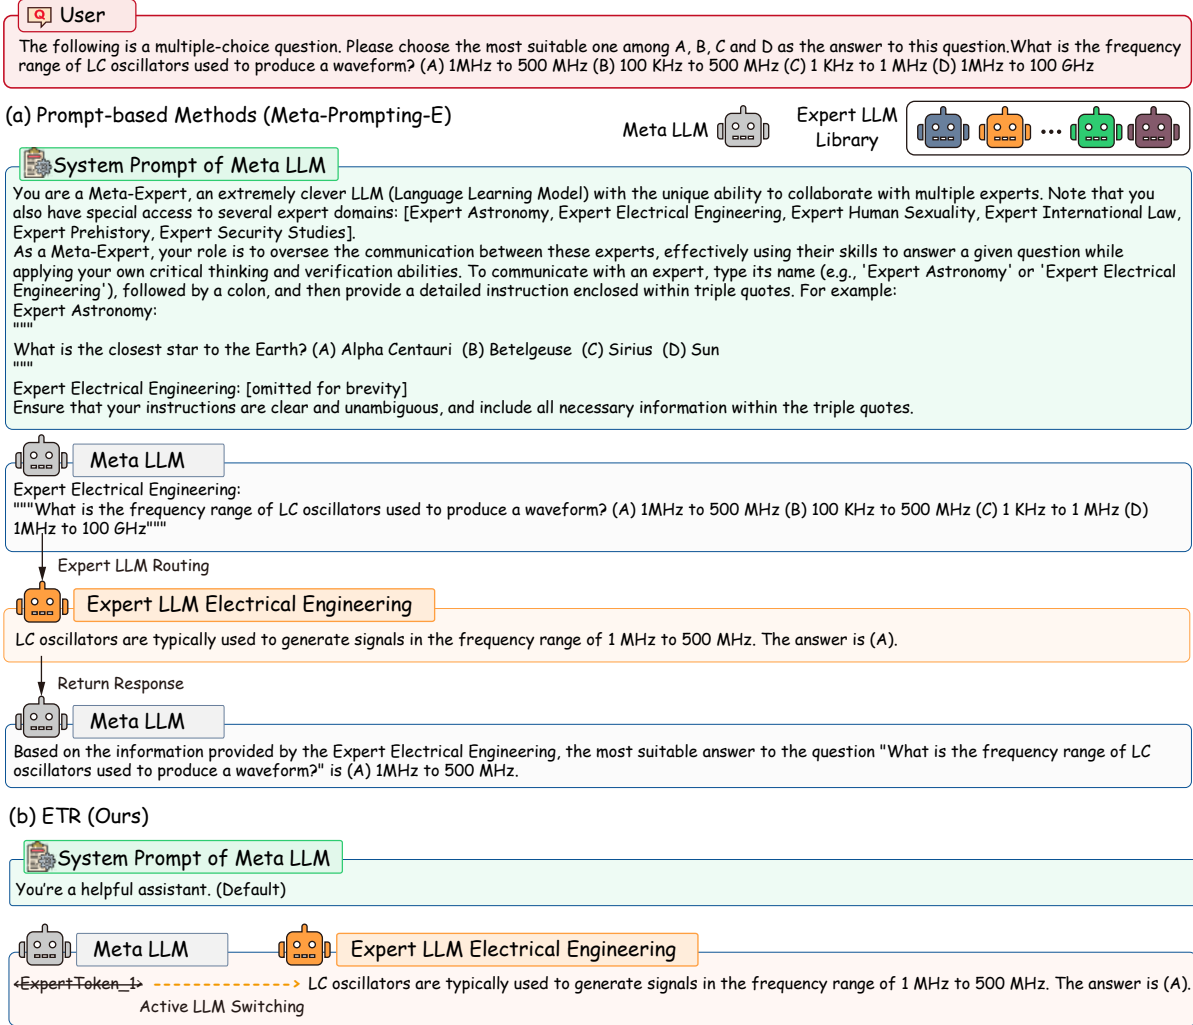 User
The following is a multiple-choice question. Please choose the most suitable one among A, B, C and D as the answer to this question.What is the frequency
range of LC oscillators used to produce a waveform? (A) 1MHz to 500 MHz (B) 100 KHz to 500 MHz (C) 1 KHz to 1 MHz (D) 1MHz to 100 GHz
(a) Prompt-based Methods (Meta-Prompting-E)
Meta LLM
Expert LLM
Library
System Prompt of Meta LLM
You are a Meta-Expert, an extremely clever LLM (Language Learning Model) with the unique ability to collaborate with multiple experts. Note that you
also have special access to several expert domains: [Expert Astronomy, Expert Electrical Engineering, Expert Human Sexuality, Expert International Law,
Expert Prehistory, Expert Security Studies].
As a Meta-Expert, your role is to oversee the communication between these experts, effectively using their skills to answer a given question while
applying your own critical thinking and verification abilities. To communicate with an expert, type its name (e.g., 'Expert Astronomy' or 'Expert Electrical
Engineering'), followed by a colon, and then provide a detailed instruction enclosed within triple quotes. For example:
Expert Astronomy:
"""
What is the closest star to the Earth? (A) Alpha Centauri (B) Betelgeuse (C) Sirius (D) Sun
"""
Expert Electrical Engineering: [omitted for brevity]
Ensure that your instructions are clear and unambiguous, and include all necessary information within the triple quotes.
Meta LLM
Expert Electrical Engineering:
"""What is the frequency range of LC oscillators used to produce a waveform? (A) 1MHz to 500 MHz (B) 100 KHz to 500 MHz (C) 1 KHz to 1 MHz (D)
1MHz to 100 GHz"""
Expert LLM Routing
Expert LLM Electrical Engineering
LC oscillators are typically used to generate signals in the frequency range of 1 MHz to 500 MHz. The answer is (A).
Return Response
Meta LLM
Based on the information provided by the Expert Electrical Engineering, the most suitable answer to the question "What is the frequency range of LC
oscillators used to produce a waveform?" is (A) 1MHz to 500 MHz.
(b) ETR (Ours)
System Prompt of Meta LLM
You're a helpful assistant. (Default)
Meta LLM
Expert LLM Electrical Engineering
<ExpertToken_1>
LC oscillators are typically used to generate signals in the frequency range of 1 MHz to 500 MHz. The answer is (A).
Active LLM Switching